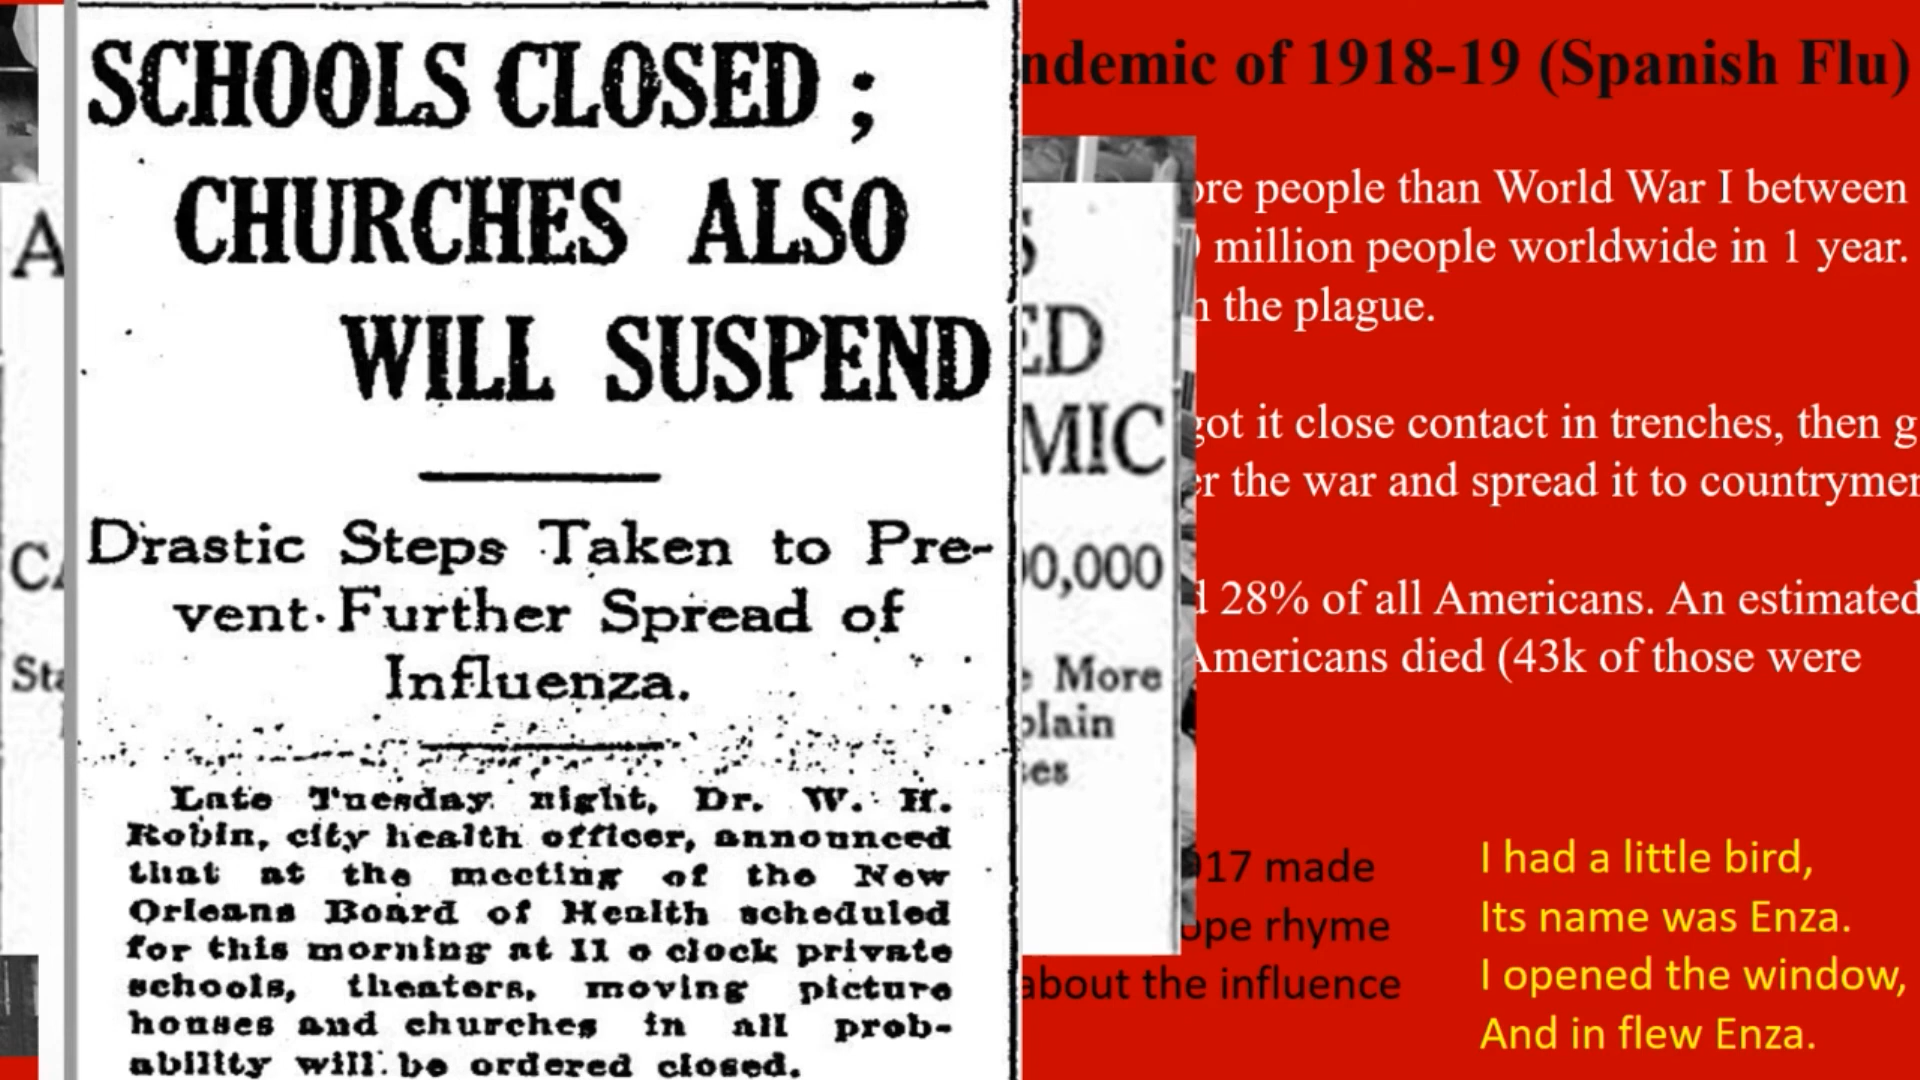 SCHOOLS CLOSED ;
CHURCHES ALSO
WILL SUSPEND
Drastic Steps Taken to Pre-
vent Further Spread of
Influenza.
Late Tuesday night, Dr. W. H.
Robin, city health officer, announced
that at the meeting of the New
Orleans Board of Health scheduled
for this morning at 11 o clock private
schools, theaters, moving picture
houses and churches in all prob-
ability will be ordered closed.
A
CA
Sta
S
ED
MIC
00,000
e More
plain
ses
ndemic of 1918-19 (Spanish Flu)
ore people than World War I between
0 million people worldwide in 1 year.
n the plague.
got it close contact in trenches, then g
er the war and spread it to countrymen
d 28% of all Americans. An estimated
Americans died (43k of those were
917 made
ope rhyme
about the influence
I had a little bird,
Its name was Enza.
I opened the window,
And in flew Enza.